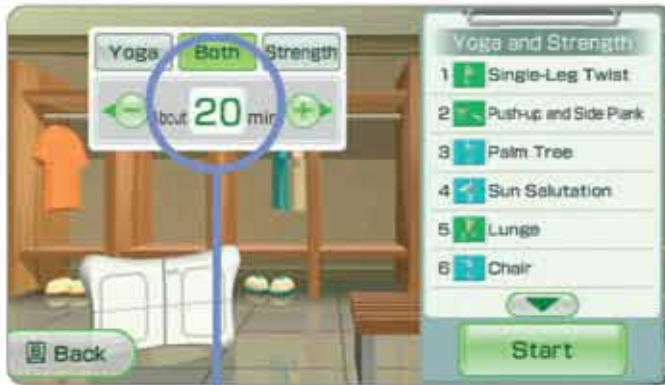 Yoga Both Strength
About 20 min
Yoga and Strength
1 Single-Leg Twist
2 Push-up and Side Plank
3 Palm Tree
4 Sun Salutation
5 Lunge
6 Chair
Back
Start